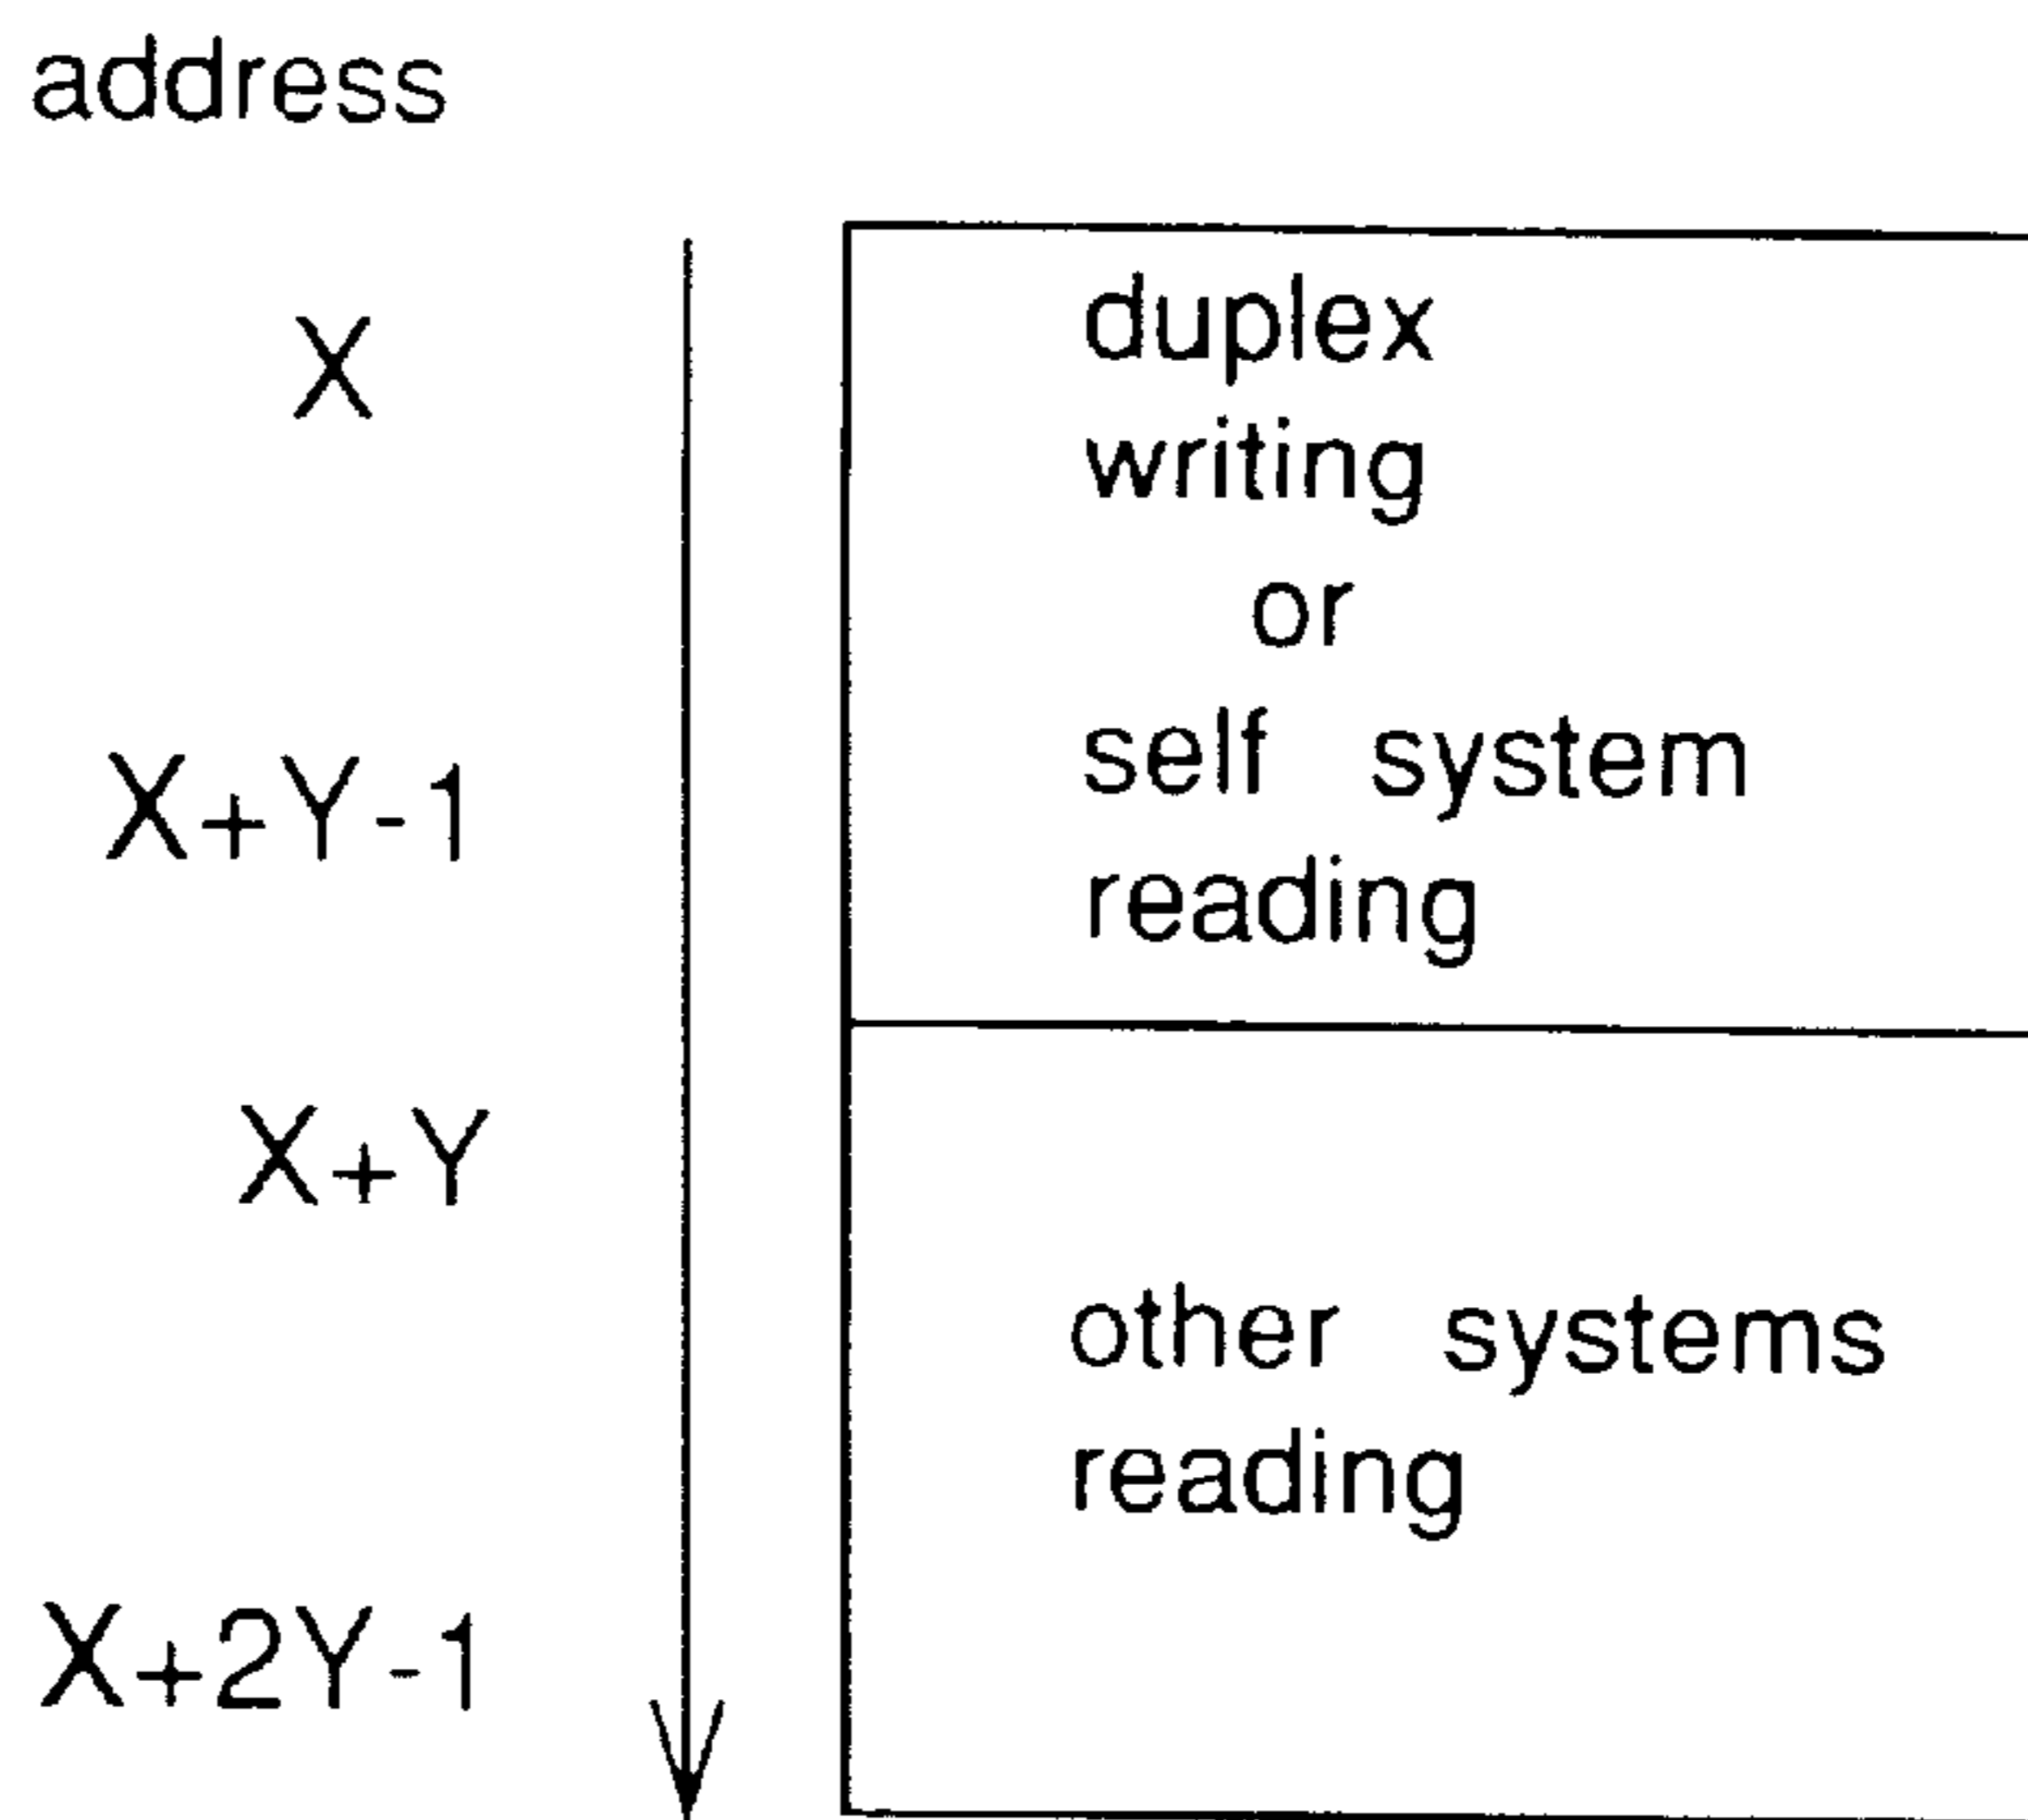 address
X
duplex
writing
or
self system
X+Y-1
reading
X+Y
other systems
reading
X+2Y-1